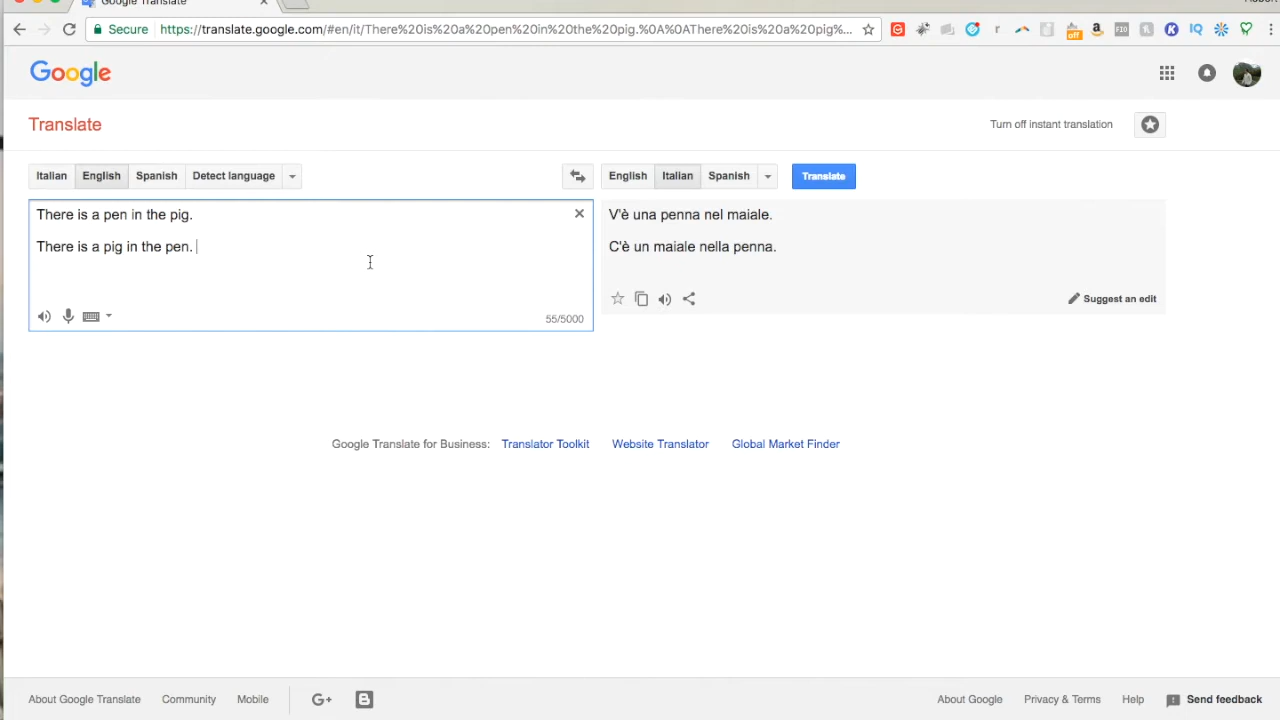 Google Translate
Secure https://translate.google.com/#en/it/There%20is%20a%20pen%20in%20the%20pig.%0A%0AThere%20is%20a%20pig%...
Google
Translate
Turn off instant translation
Italian English Spanish Detect language
English Italian Spanish Translate
There is a pen in the pig.
There is a pig in the pen.
55/5000
V'è una penna nel maiale.
C'è un maiale nella penna.
Suggest an edit
Google Translate for Business: Translator Toolkit Website Translator Global Market Finder
About Google Translate Community Mobile G+
About Google Privacy & Terms Help Send feedback